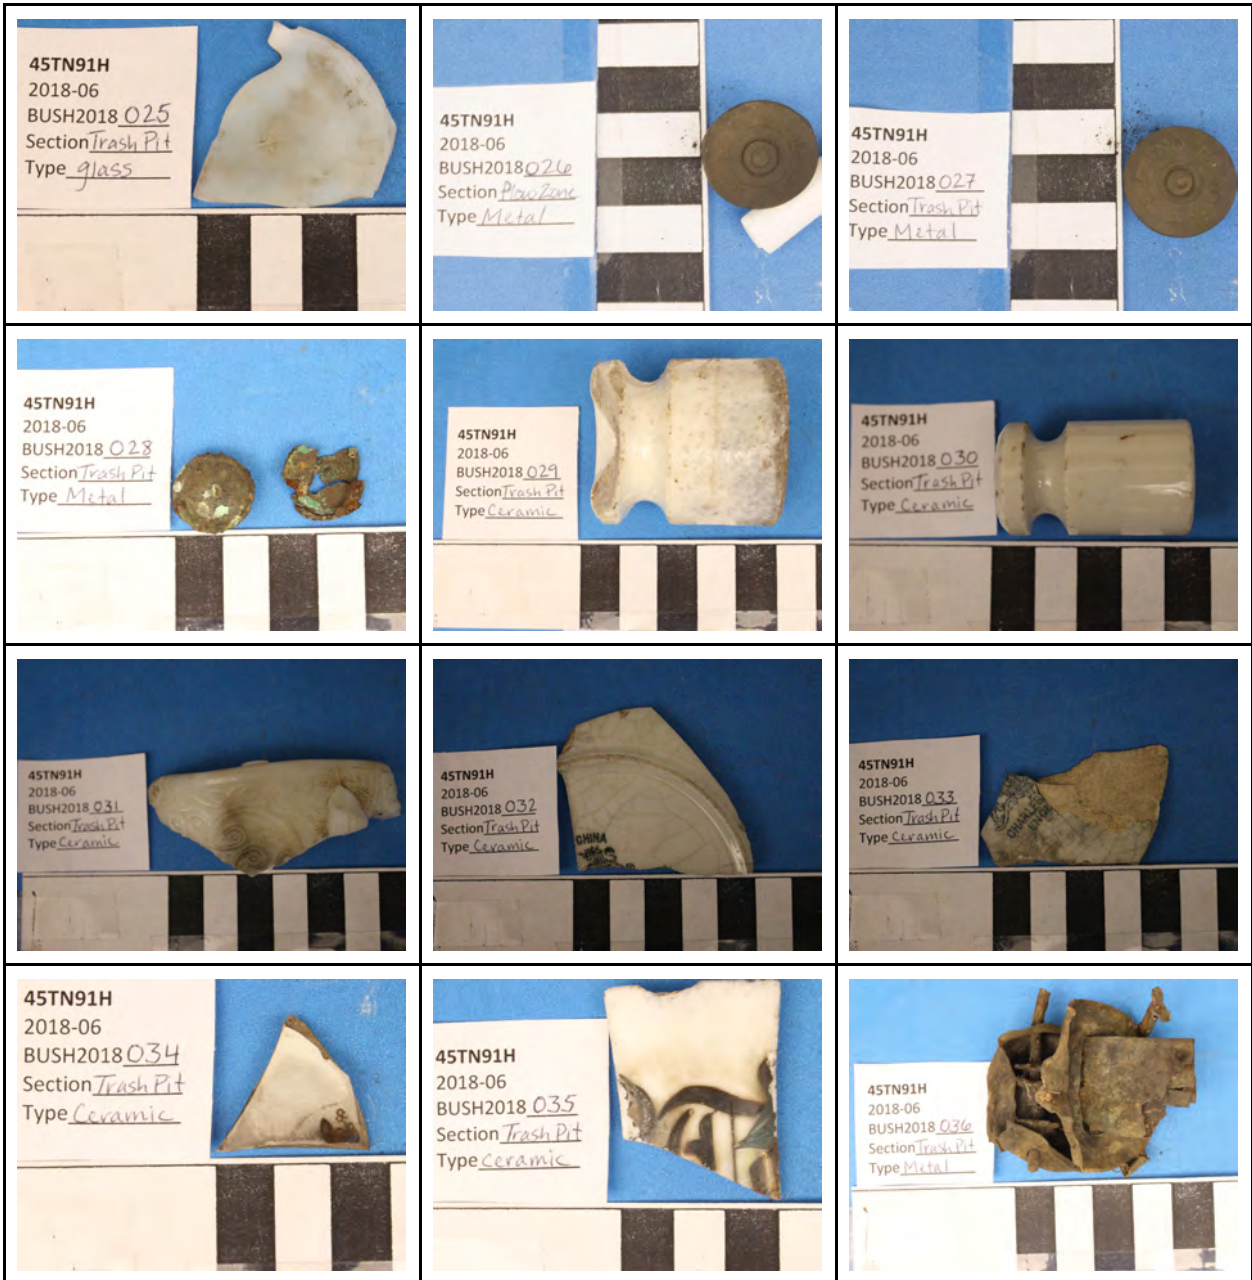 45TN91H
2018-06
BUSH2018 025
Section Trash Pit
Type glass
45TN91H
2018-06
BUSH2018 026
Section Plow Zone
Type Metal
45TN91H
2018-06
BUSH2018 027
Section Trash Pit
Type Metal
45TN91H
2018-06
BUSH2018 028
Section Trash Pit
Type Metal
45TN91H
2018-06
BUSH2018 029
Section Trash Pit
Type Ceramic
45TN91H
2018-06
BUSH2018 030
Section Trash Pit
Type Ceramic
45TN91H
2018-06
BUSH2018 031
Section Trash Pit
Type Ceramic
45TN91H
2018-06
BUSH2018 032
Section Trash Pit
Type Ceramic
CHINA
45TN91H
2018-06
BUSH2018 033
Section Trash Pit
Type Ceramic
45TN91H
2018-06
BUSH2018 034
Section Trash Pit
Type Ceramic
8
45TN91H
2018-06
BUSH2018 035
Section Trash Pit
Type Ceramic
45TN91H
2018-06
BUSH2018 036
Section Trash Pit
Type Metal